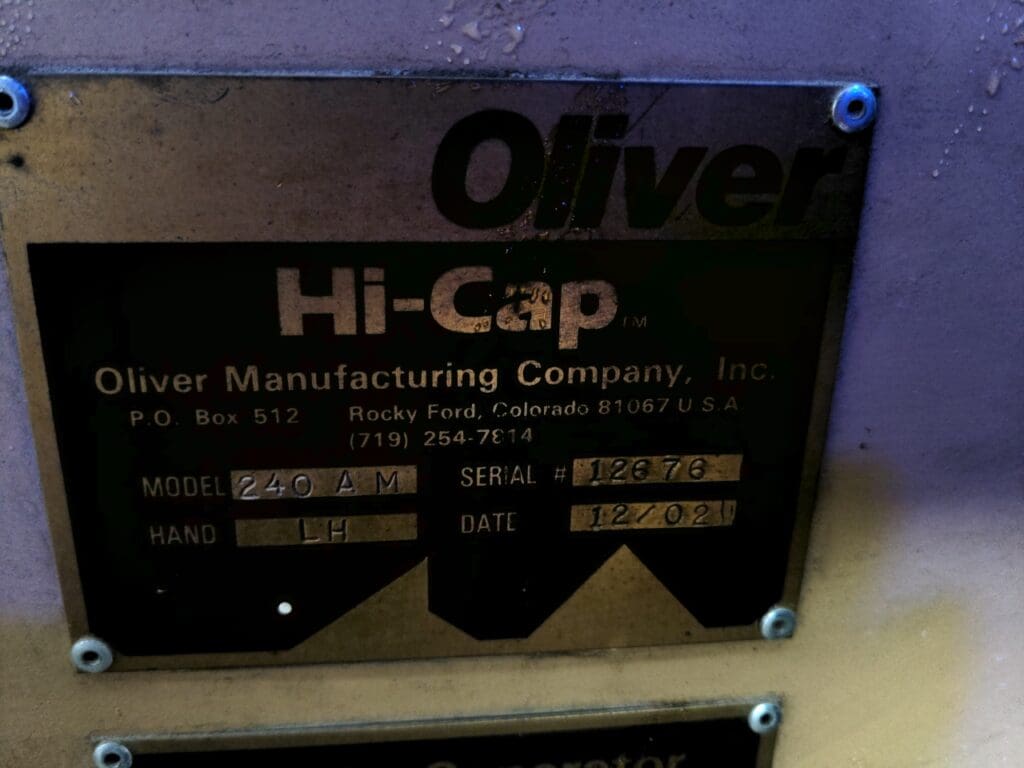 Oliver
Hi-Cap TM
Oliver Manufacturing Company, Inc.
P.O. Box 512 Rocky Ford, Colorado 81067 U S A
(719) 254-7814
MODEL 240 A M SERIAL # 12676
HAND LH DATE 12/02